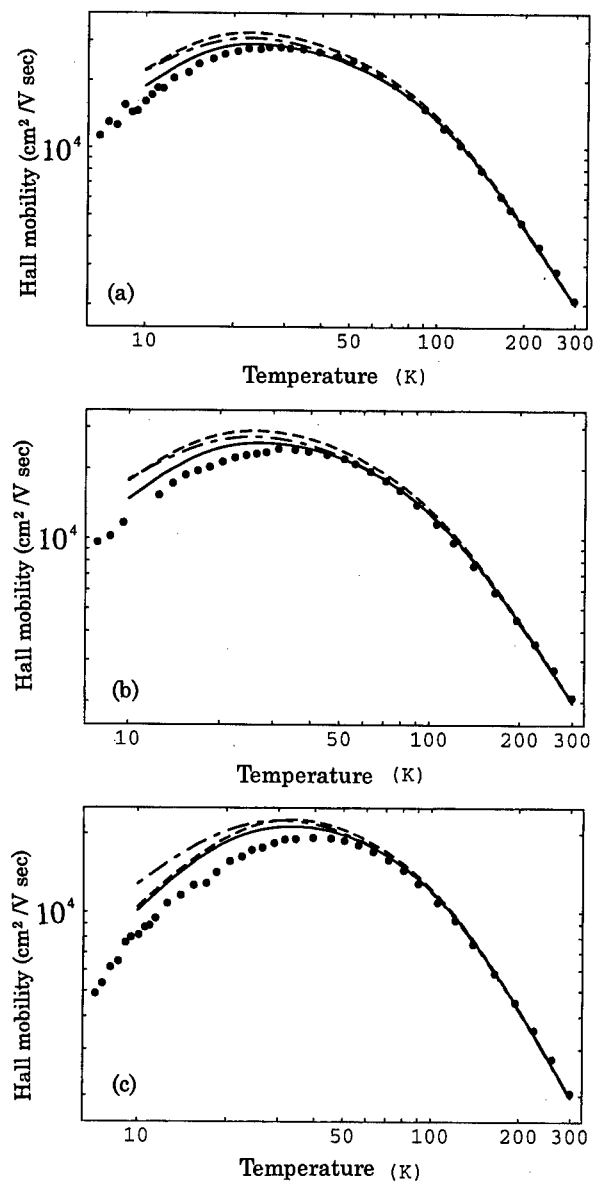 Hall mobility (cm² /V sec)
10⁴
(a)
10 50 100 200 300
Temperature (K)
Hall mobility (cm² /V sec)
10⁴
(b)
10 50 100 200 300
Temperature (K)
Hall mobility (cm² /V sec)
10⁴
(c)
10 50 100 200 300
Temperature (K)